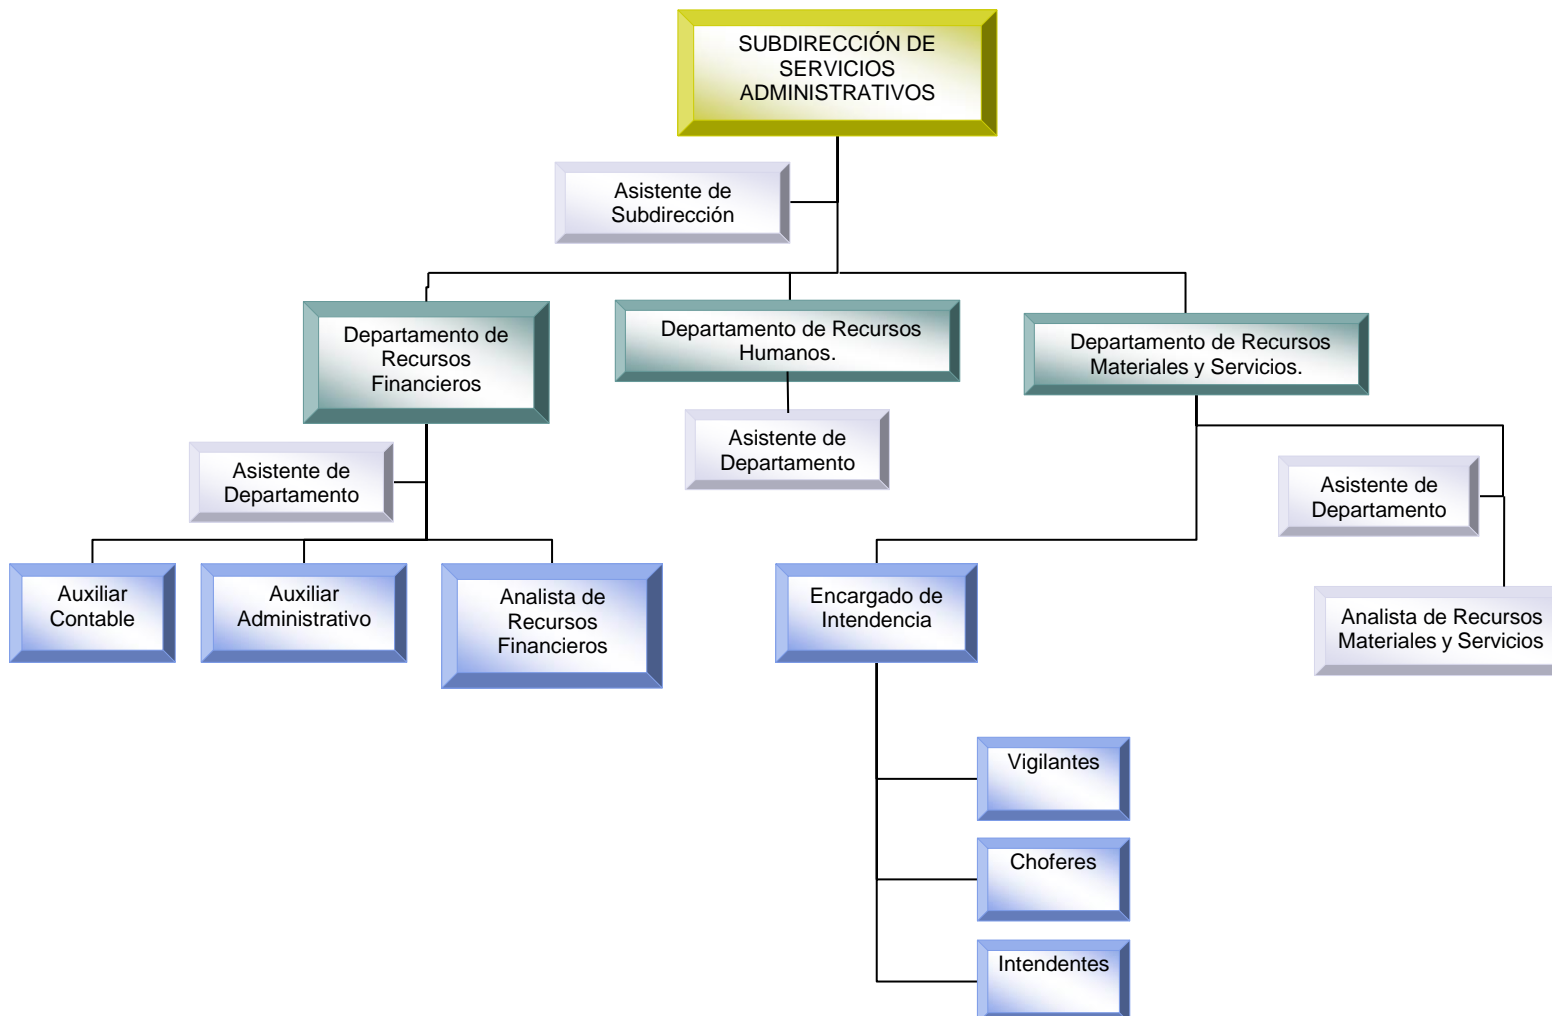 SUBDIRECCIÓN DE
SERVICIOS
ADMINISTRATIVOS
Asistente de
Subdirección
Departamento de
Recursos
Financieros
Departamento de Recursos
Humanos.
Departamento de Recursos
Materiales y Servicios.
Asistente de
Departamento
Asistente de
Departamento
Asistente de
Departamento
Auxiliar
Contable
Auxiliar
Administrativo
Analista de
Recursos
Financieros
Encargado de
Intendencia
Analista de Recursos
Materiales y Servicios
Vigilantes
Choferes
Intendentes